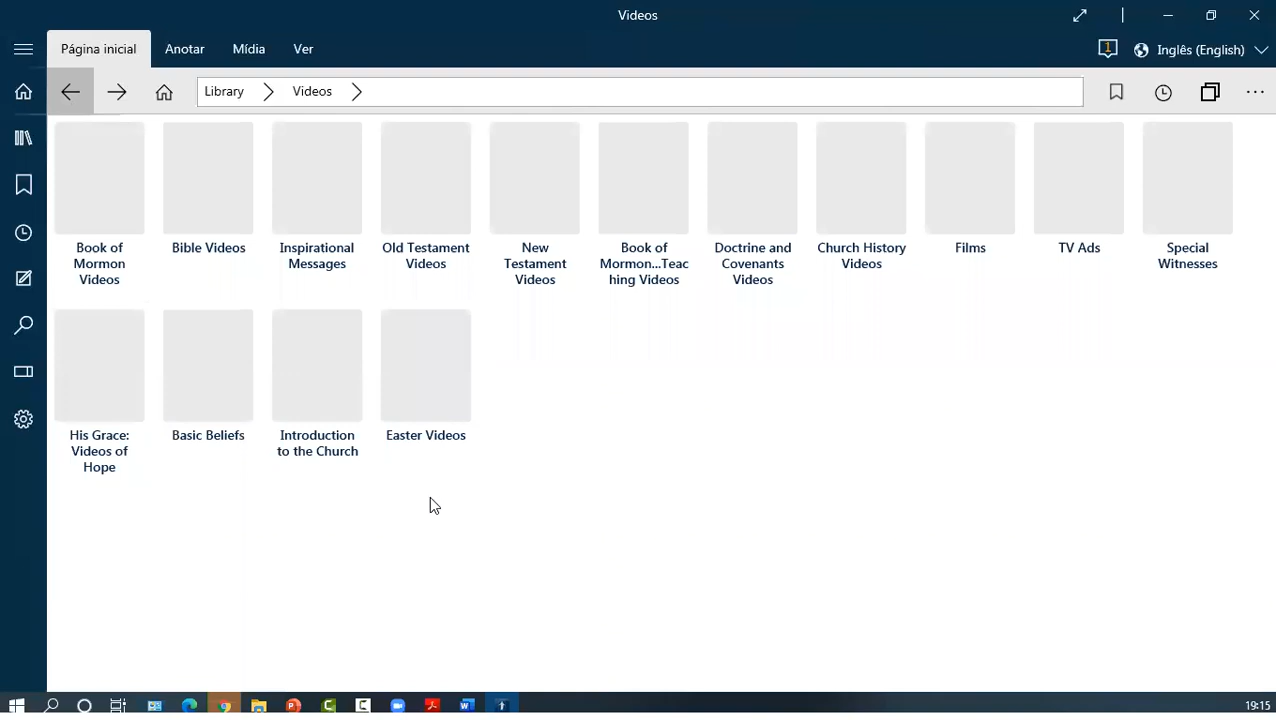 Videos
Página inicial
Anotar
Mídia
Ver
1
Inglês (English)
Library
Videos
Book of
Mormon
Videos
Bible Videos
Inspirational
Messages
Old Testament
Videos
New
Testament
Videos
Book of
Mormon...Teac
hing Videos
Doctrine and
Covenants
Videos
Church History
Videos
Films
TV Ads
Special
Witnesses
His Grace:
Videos of
Hope
Basic Beliefs
Introduction
to the Church
Easter Videos
19:15